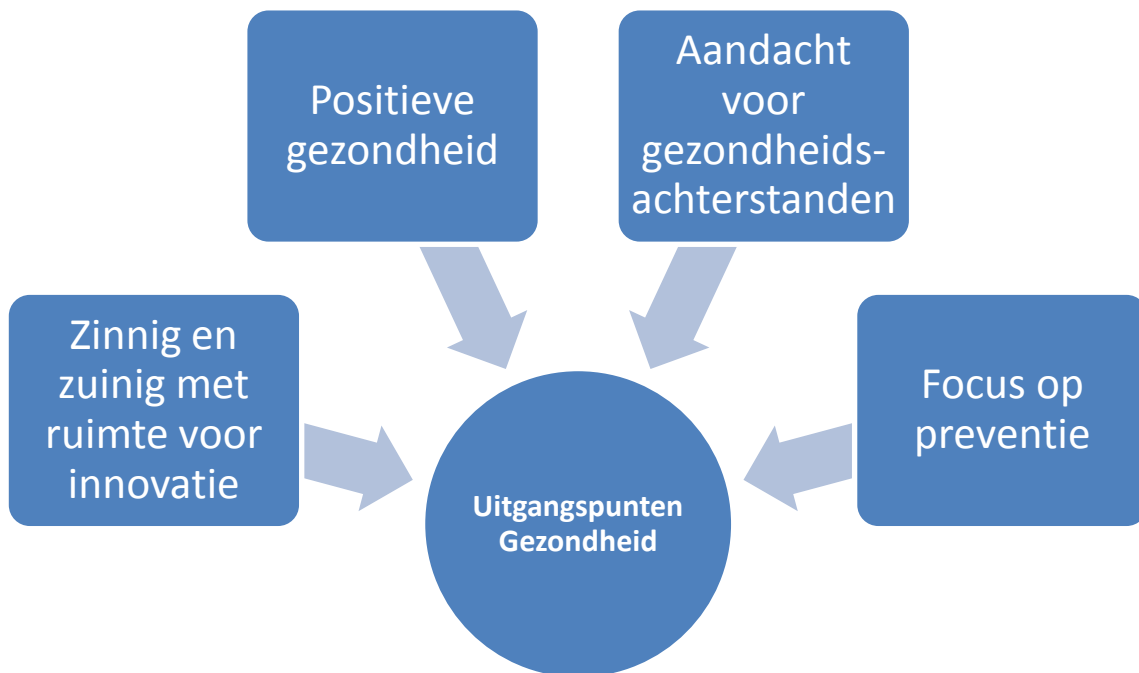 Positieve
gezondheid
Aandacht
voor
gezondheids-
achterstanden
Zinnig en
zuinig met
ruimte voor
innovatie
Focus op
preventie
Uitgangspunten
Gezondheid